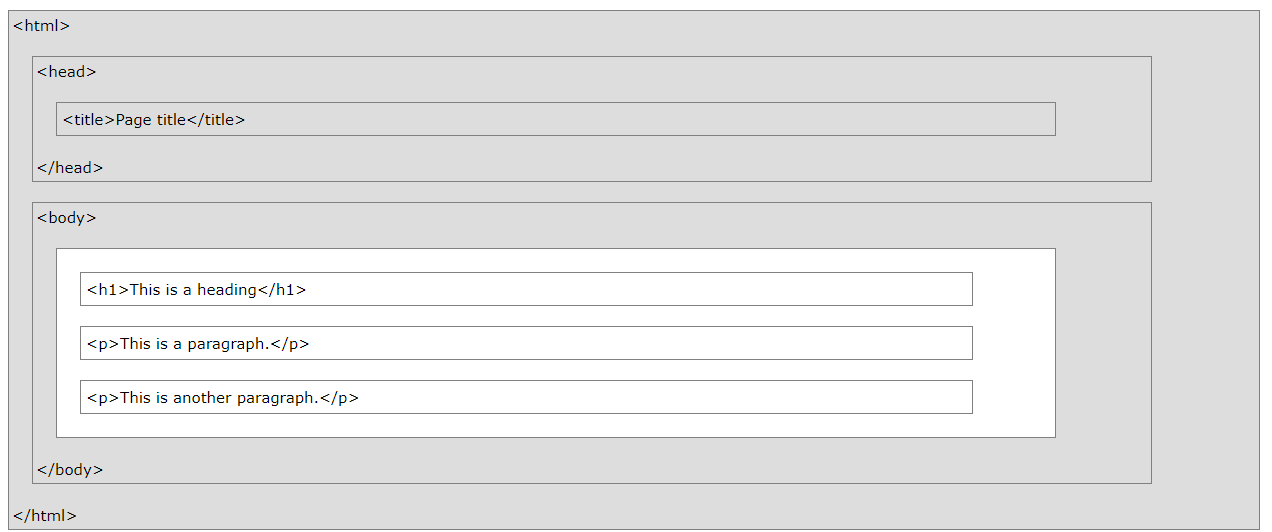 <html>
<head>
<title>Page title</title>
</head>
<body>
<h1>This is a heading</h1>
<p>This is a paragraph.</p>
<p>This is another paragraph.</p>
</body>
</html>